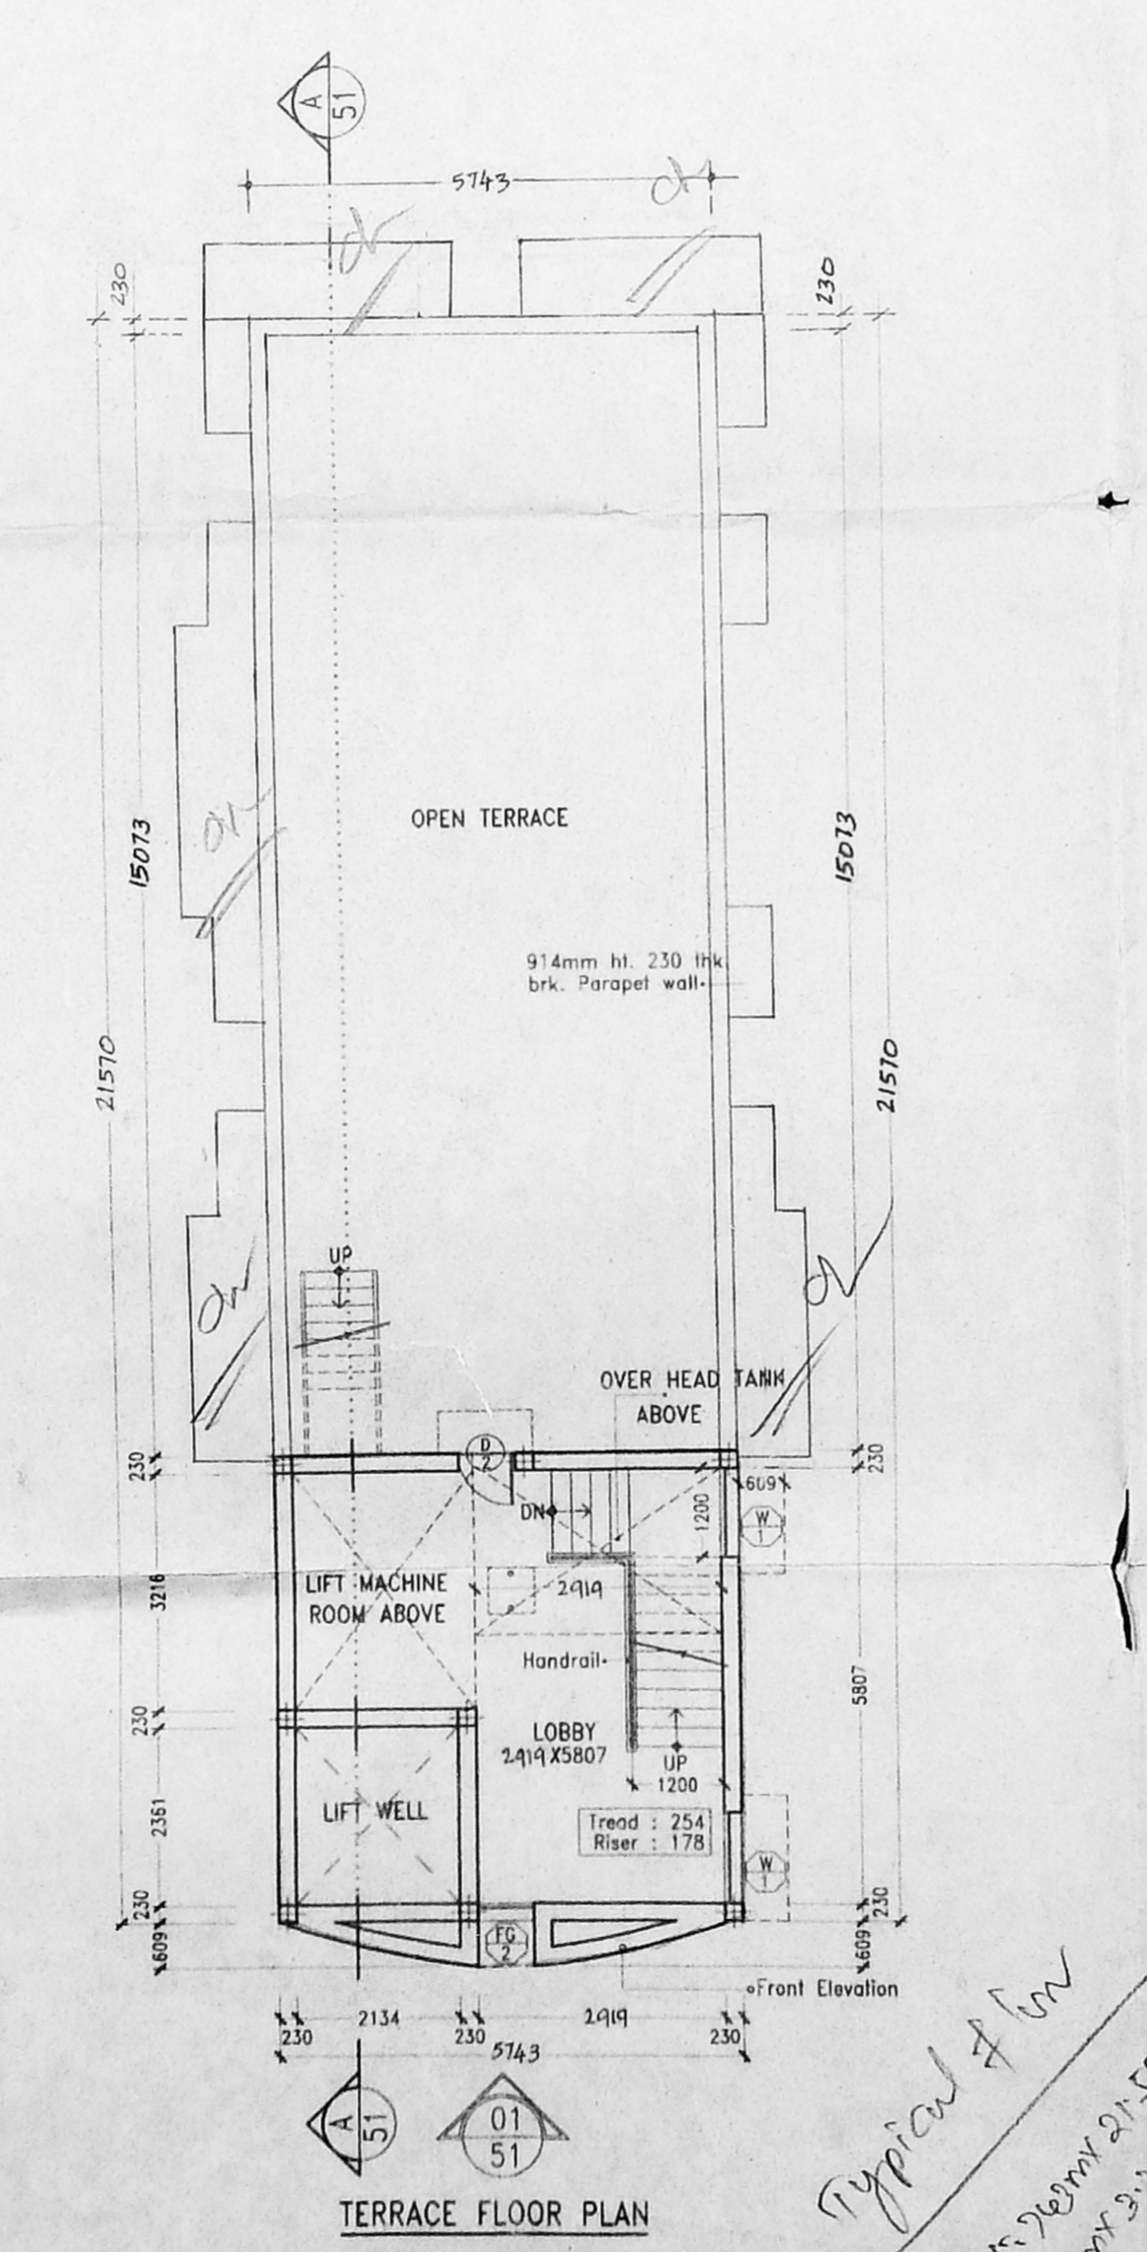 A
51
5743
230
230
15073
15073
OPEN TERRACE
914mm ht. 230 thk.
brk. Parapet wall
21570
21570
UP
OVER HEAD TANK
ABOVE
D
2
230
230
609
DN
1200
W
1
LIFT MACHINE
ROOM ABOVE
2919
3216
Handrail
5807
230
LOBBY
2919X5807
UP
1200
LIFT WELL
2361
Tread : 254
Riser : 178
W
1
230
230
FG
2
609
609
Front Elevation
2134
2919
230
230
230
5743
A
51
01
51
TERRACE FLOOR PLAN
Typical